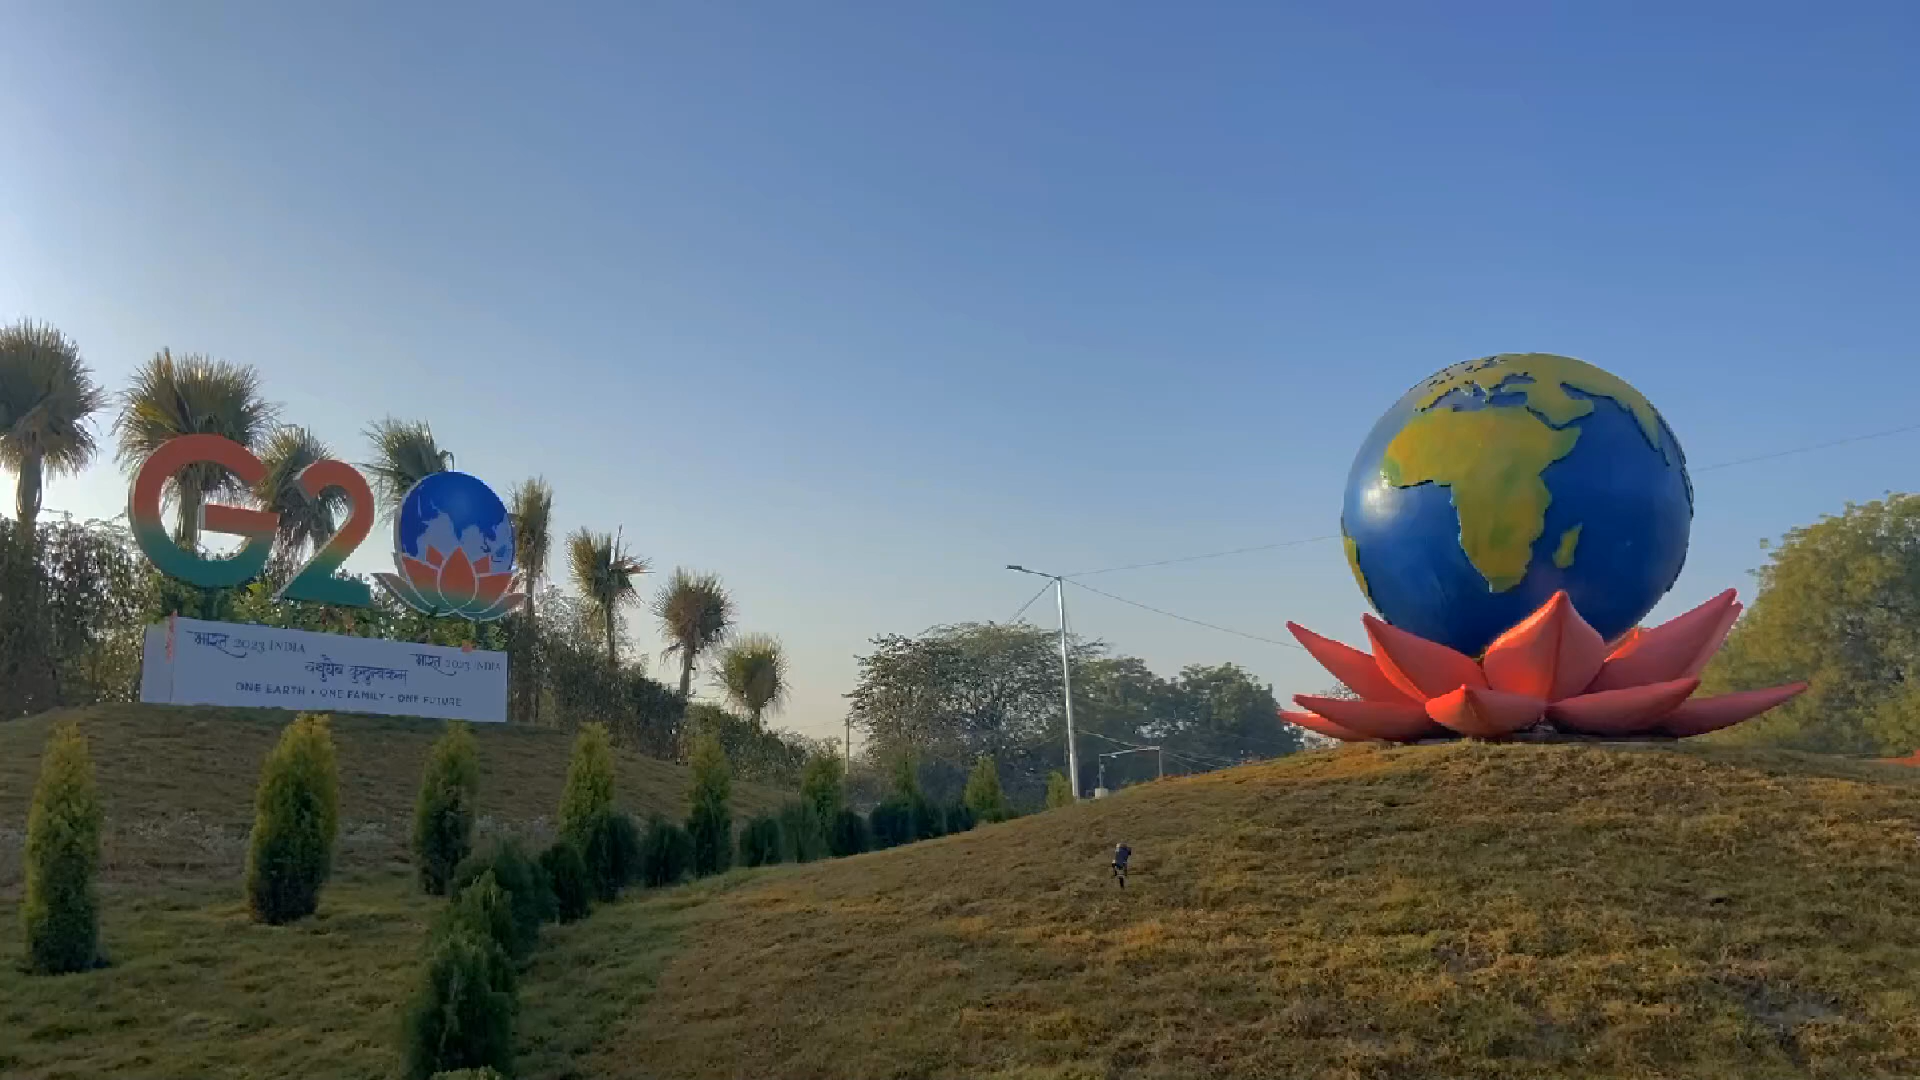 G20
भारत 2023 INDIA
भारत 2023 INDIA
वसुधैव कुटुम्बकम्
ONE EARTH • ONE FAMILY • ONE FUTURE